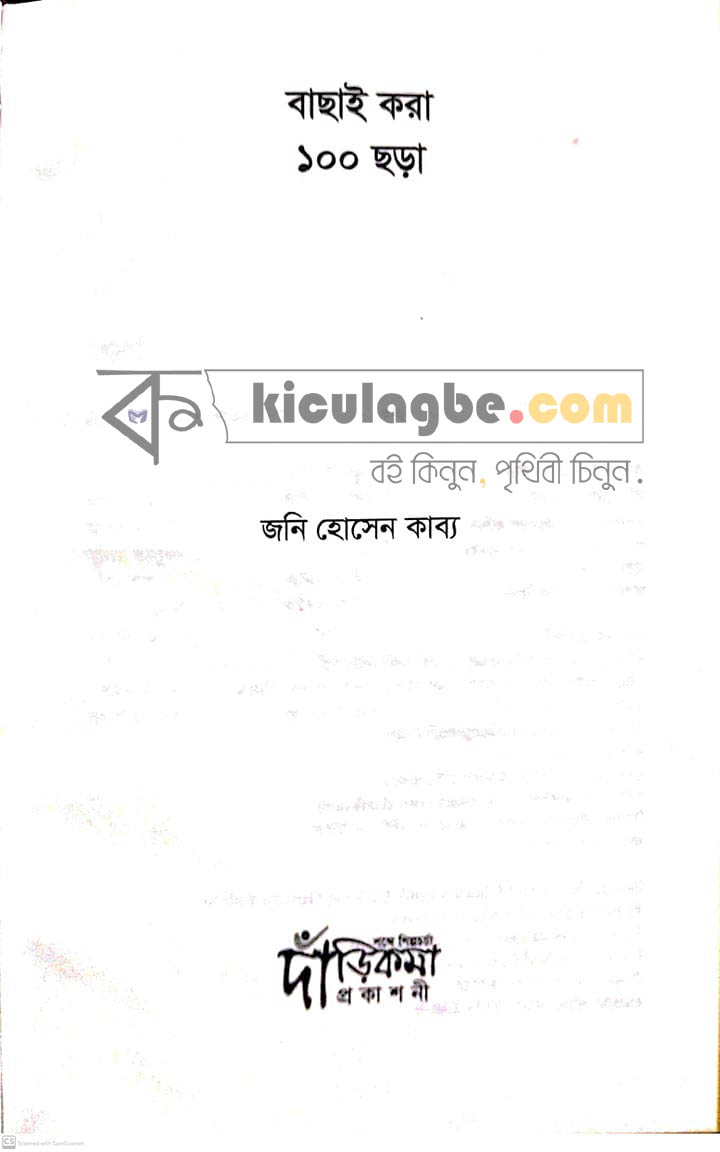 বাছাই করা
১০০ ছড়া
kiculagbe.com
বই কিনুন, পৃথিবী চিনুন.
জনি হোসেন কাব্য
দাঁড়িকমা
প্রকাশনী
CS Scanned with CamScanner